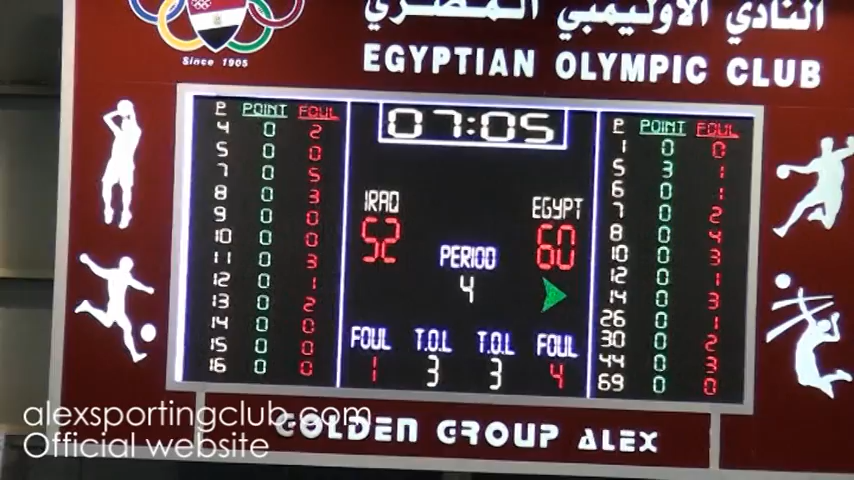 النادي الاوليمبي المصري
Since 1905
EGYPTIAN OLYMPIC CLUB
P POINT FOUL
4 0 2
5 0 0
7 0 5
8 0 3
9 0 0
10 0 0
11 0 3
12 0 1
13 0 2
14 0 0
15 0 0
16 0 0
07:05
IRAQ EGYPT
52 60
PERIOD
4
FOUL T.O.L T.O.L FOUL
1 3 3 4
P POINT FOUL
1 0 0
5 3 1
6 0 1
7 0 2
8 0 4
10 0 3
12 0 1
14 0 3
26 0 1
30 0 2
44 0 3
69 0 0
GOLDEN GROUP ALEX
alexsportingclub.com
Official website